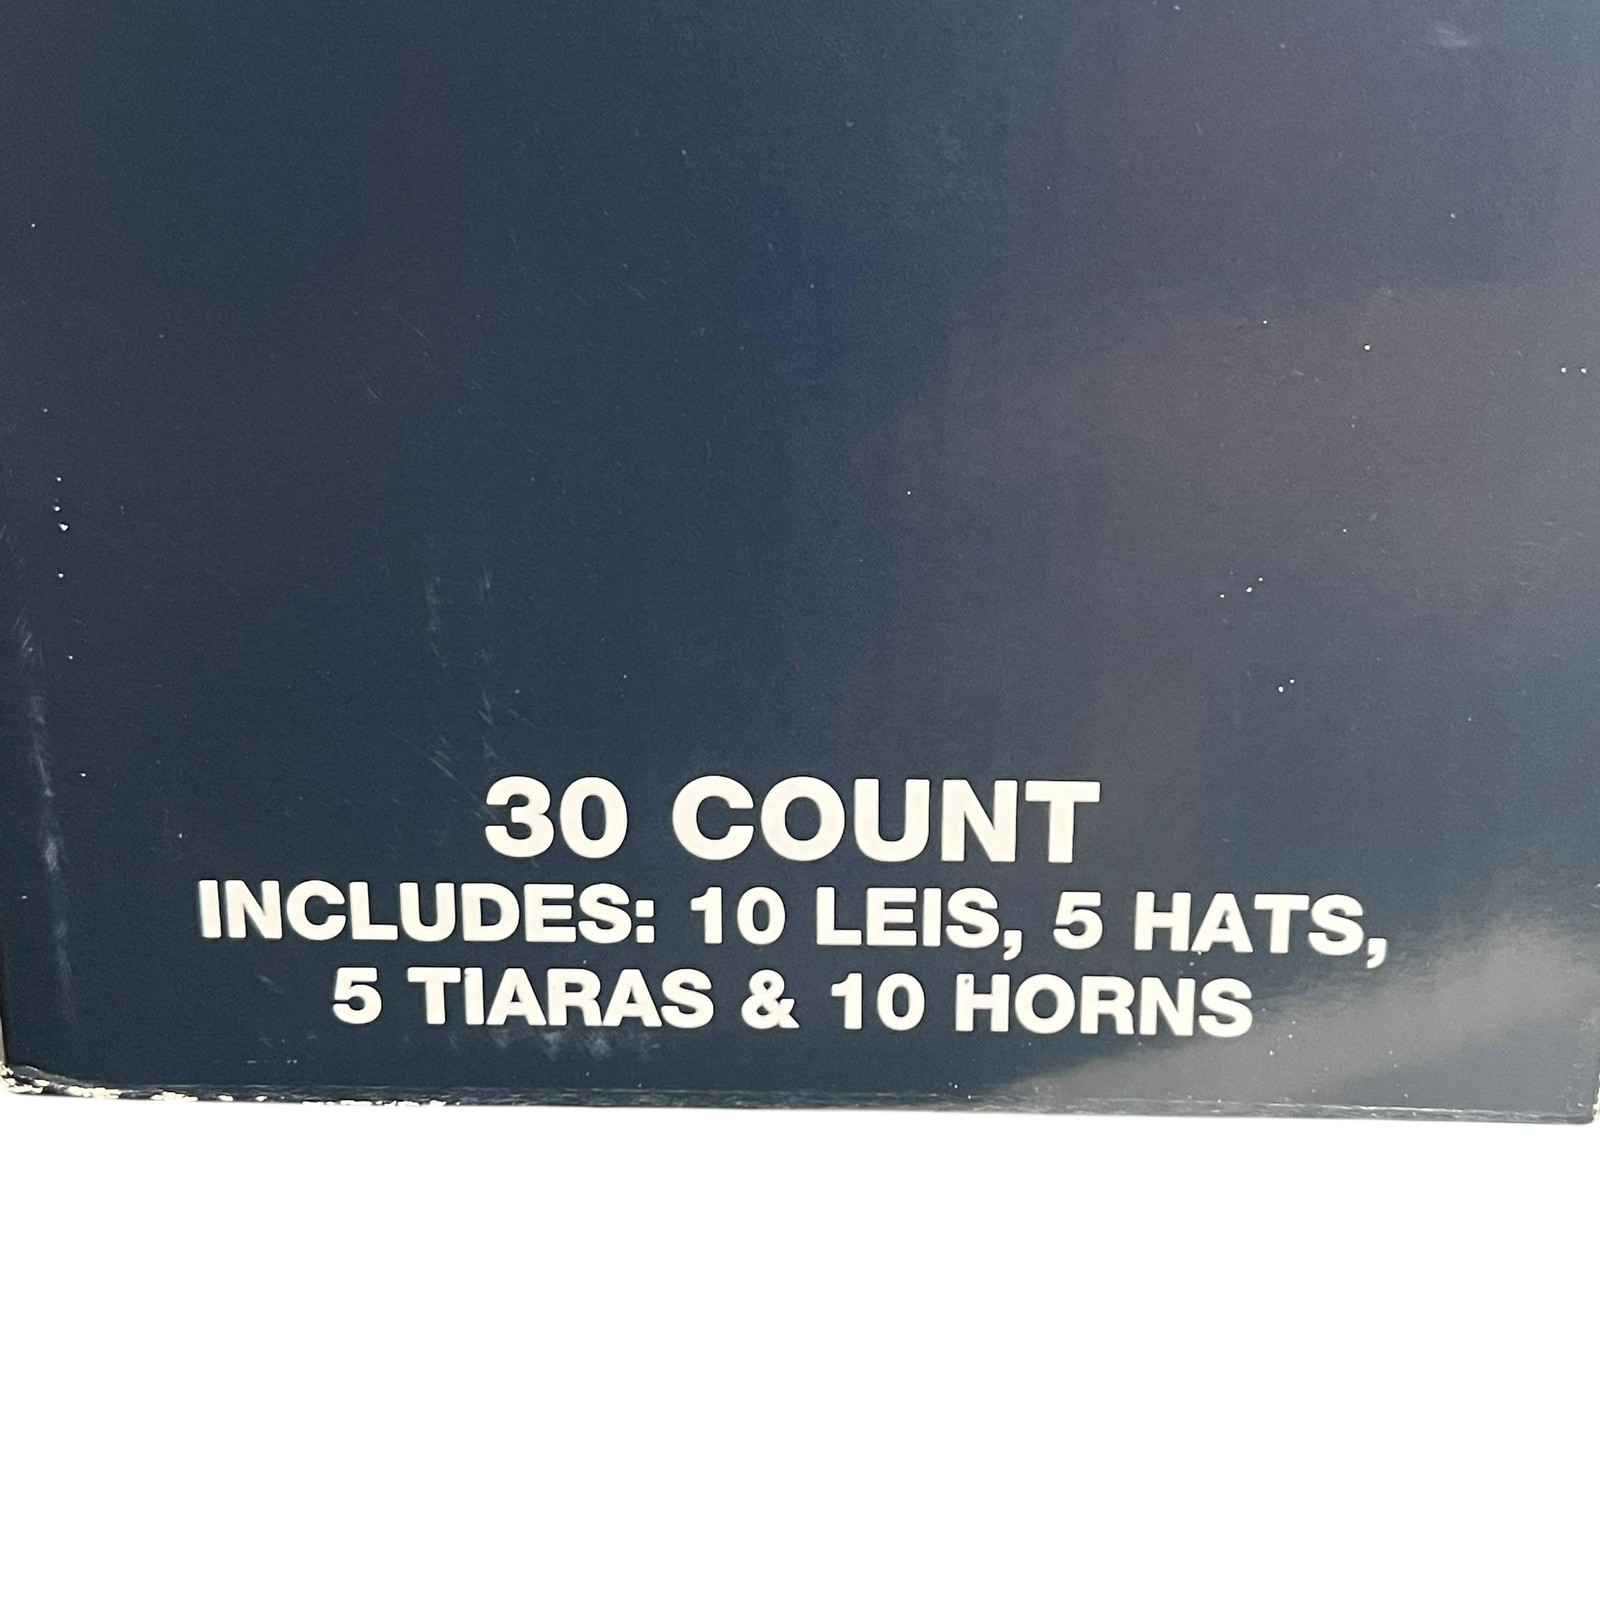 30 COUNT
INCLUDES: 10 LEIS, 5 HATS,
5 TIARAS & 10 HORNS